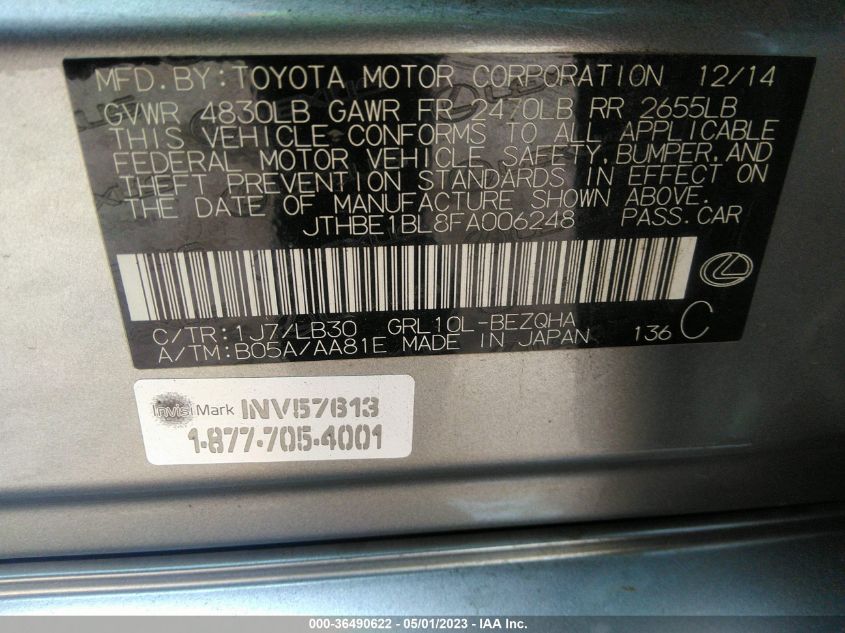 MFD.BY:TOYOTA MOTOR CORPORATION 12/14
GVWR 4830LB GAWR FR 2470LB RR 2655LB
THIS VEHICLE CONFORMS TO ALL APPLICABLE
FEDERAL MOTOR VEHICLE SAFETY,BUMPER,AND
THEFT PREVENTION STANDARDS IN EFFECT ON
THE DATE OF MANUFACTURE SHOWN ABOVE.
JTHBE1BL8FA006248 PASS.CAR
C/TR:1J7/LB30 GRL10L-BEZQHA
A/TM:B05A/AA81E MADE IN JAPAN 136 C
InvisiMark INV57613
1-877-705-4001
000-36490622 - 05/01/2023 - IAA Inc.